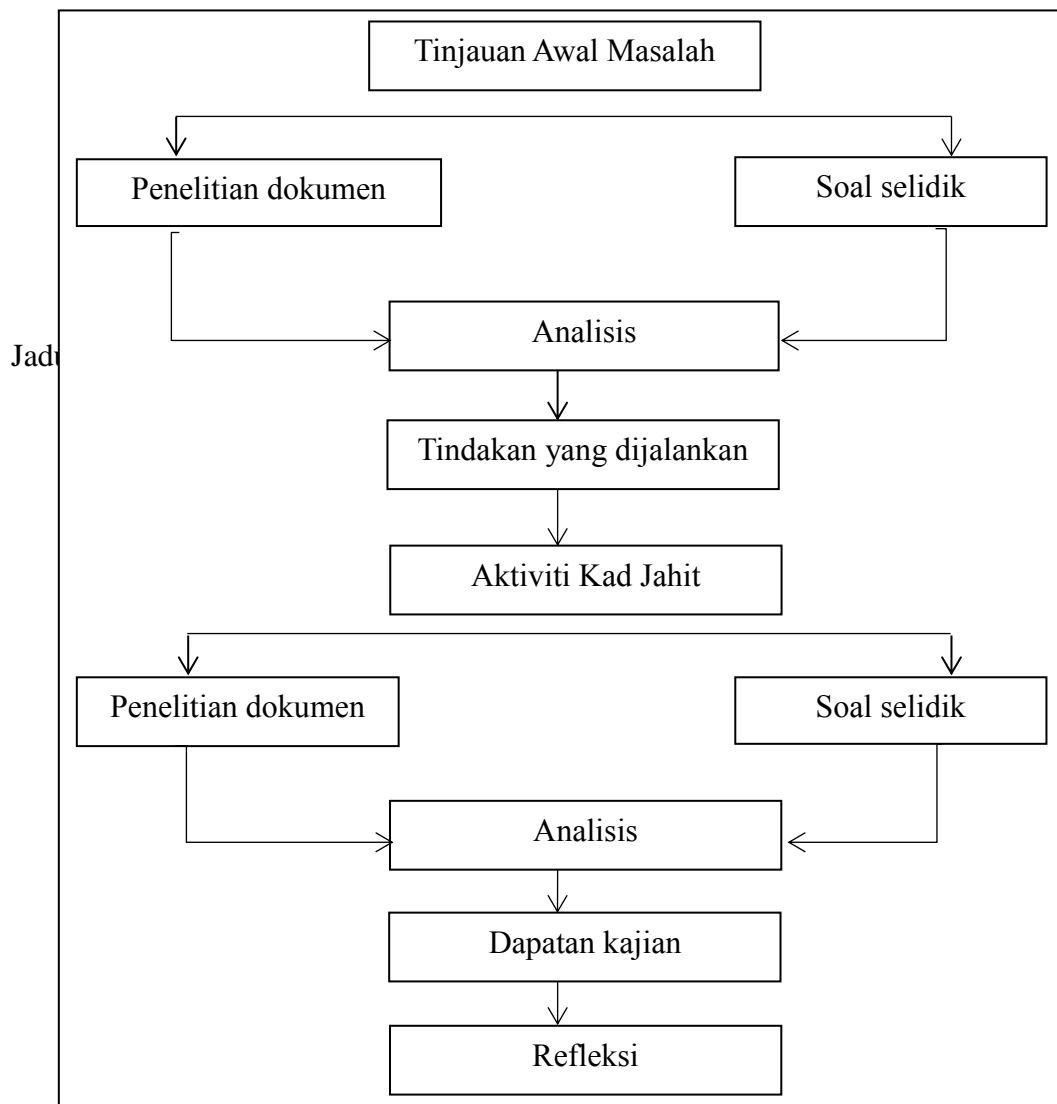 Tinjauan Awal Masalah
Penelitian dokumen
Soal selidik
Analisis
Tindakan yang dijalankan
Aktiviti Kad Jahit
Penelitian dokumen
Soal selidik
Analisis
Dapatan kajian
Refleksi